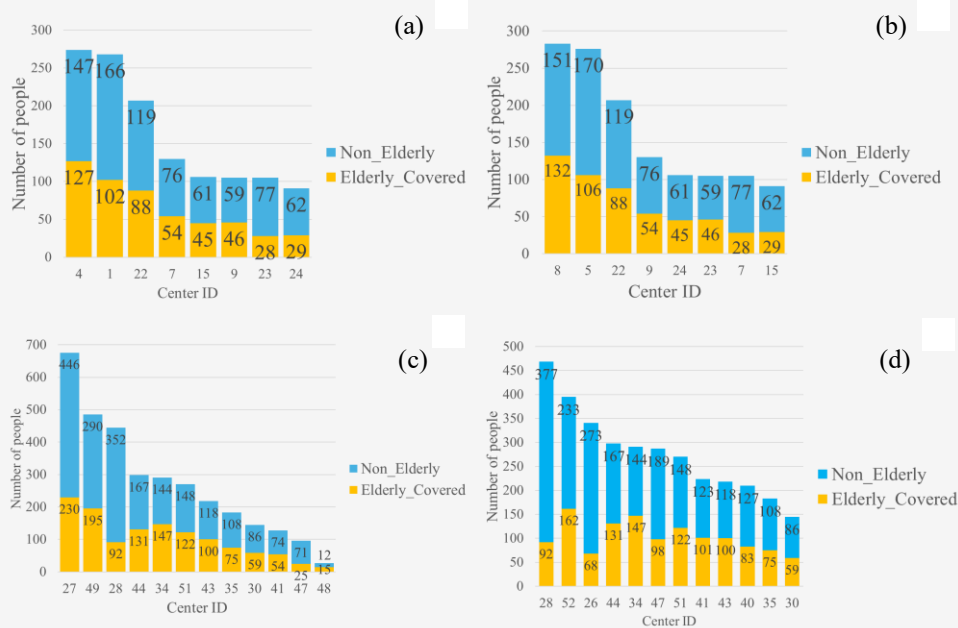 (a)
300
250
200
150
100
50
0
Number of people
147 166 119 76 61 59 77 62
127 102 88 54 45 46 28 29
4 1 22 7 15 9 23 24
Center ID
Non_Elderly
Elderly_Covered
(b)
300
250
200
150
100
50
0
Number of people
151 170 119 76 61 59 77 62
132 106 88 54 45 46 28 29
8 5 22 9 24 23 7 15
Center ID
Non_Elderly
Elderly_Covered
(c)
700
600
500
400
300
200
100
0
Number of people
446 290 352 167 144 148 118 108 86 74 71 12
230 195 92 131 147 122 100 75 59 54 25 15
27 49 28 44 34 51 43 35 30 41 47 48
Center ID
Non_Elderly
Elderly_Covered
(d)
500
450
400
350
300
250
200
150
100
50
0
Number of people
377 233 273 167 144 189 148 123 118 127 108 86
92 162 68 131 147 98 122 101 100 83 75 59
28 52 26 44 34 47 51 41 43 40 35 30
Center ID
Non_Elderly
Elderly_Covered